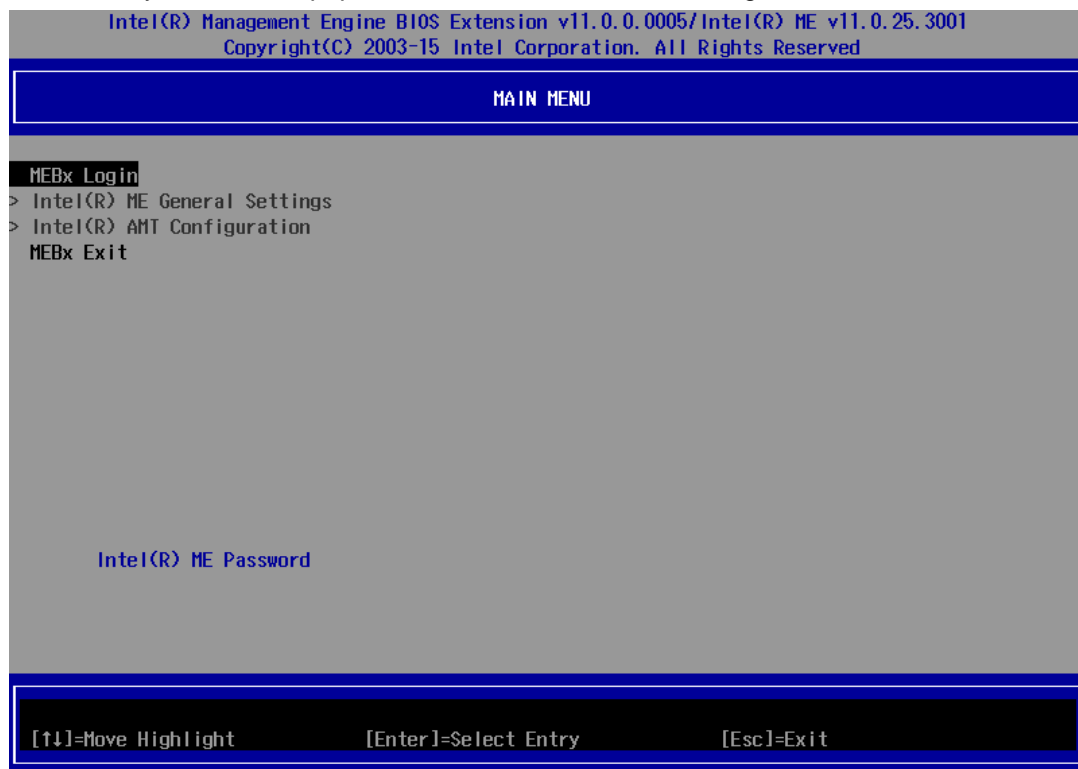 Intel(R) Management Engine BIOS Extension v11.0.0.0005/Intel(R) ME v11.0.25.3001
Copyright(C) 2003-15 Intel Corporation. All Rights Reserved
MAIN MENU
MEBx Login
> Intel(R) ME General Settings
> Intel(R) AMT Configuration
MEBx Exit
Intel(R) ME Password
[↑↓]=Move Highlight [Enter]=Select Entry [Esc]=Exit